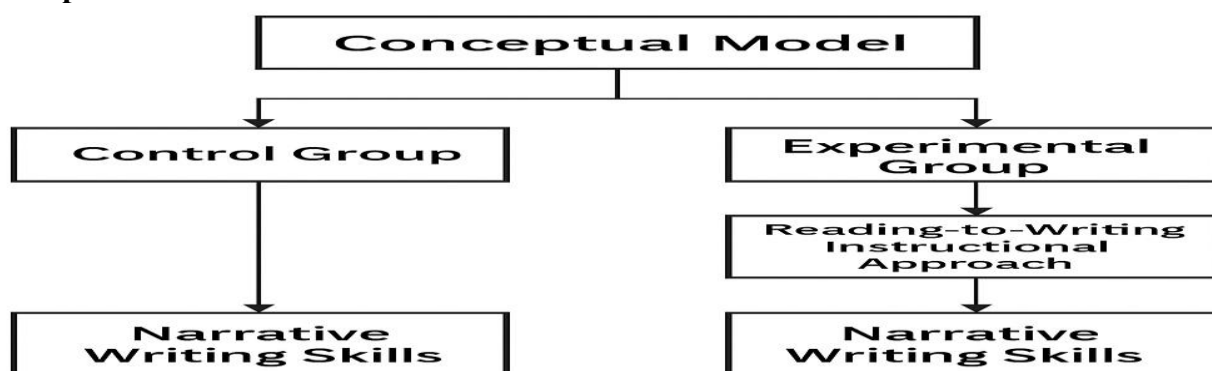 Conceptual Model
Control Group
Experimental
Group
Reading-to-Writing
Instructional
Approach
Narrative
Writing Skills
Narrative
Writing Skills